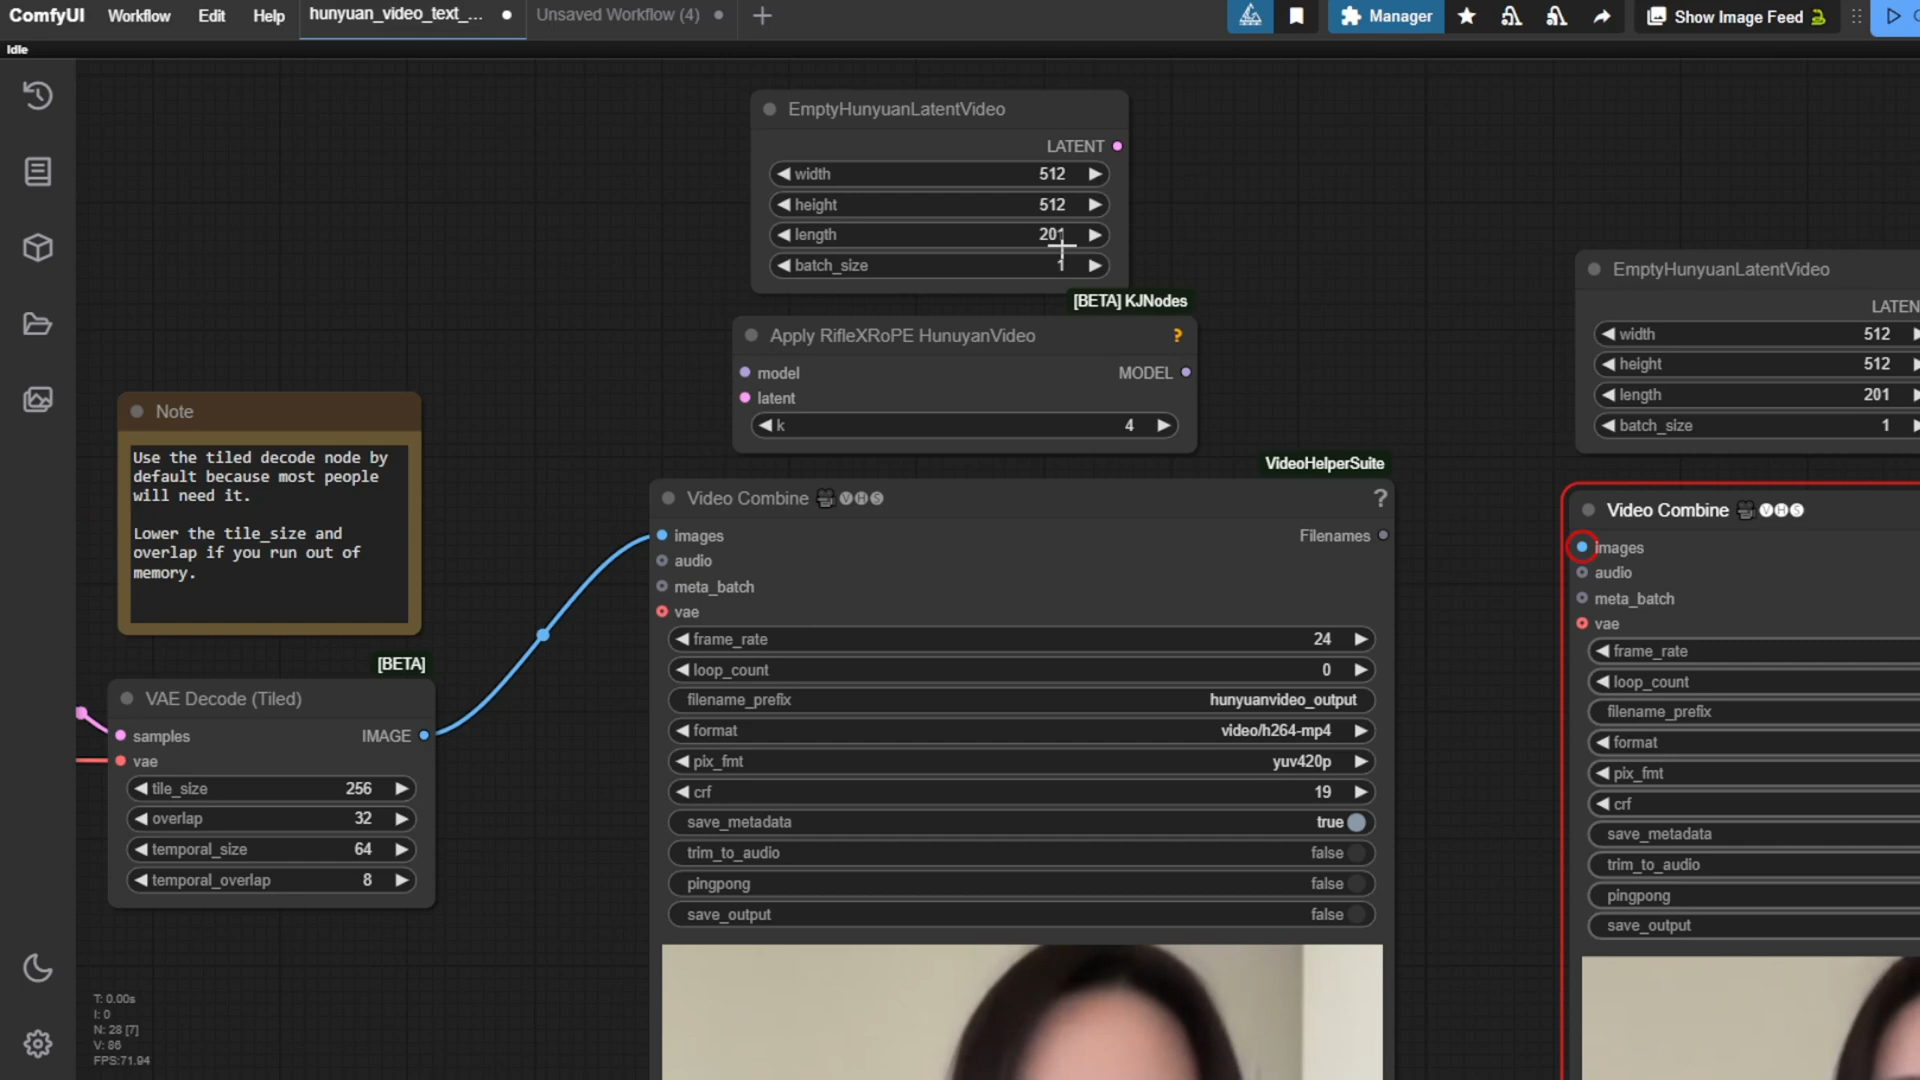 ComfyUI Workflow Edit Help hunyuan_video_text_... Unsaved Workflow (4) Manager Show Image Feed
Idle
EmptyHunyuanLatentVideo
LATENT
width 512
height 512
length 201
batch_size 1
[BETA] KJNodes
Apply RifleXRoPE HunuyanVideo ?
model MODEL
latent
k 4
EmptyHunyuanLatentVideo
LATEN
width 512
height 512
length 201
batch_size 1
Note
Use the tiled decode node by
default because most people
will need it.
Lower the tile_size and
overlap if you run out of
memory.
[BETA]
VAE Decode (Tiled)
samples IMAGE
vae
tile_size 256
overlap 32
temporal_size 64
temporal_overlap 8
VideoHelperSuite
Video Combine VHS ?
images Filenames
audio
meta_batch
vae
frame_rate 24
loop_count 0
filename_prefix hunyuanvideo_output
format video/h264-mp4
pix_fmt yuv420p
crf 19
save_metadata true
trim_to_audio false
pingpong false
save_output false
Video Combine VHS
images
audio
meta_batch
vae
frame_rate
loop_count
filename_prefix
format
pix_fmt
crf
save_metadata
trim_to_audio
pingpong
save_output
T: 0.00s
I: 0
N: 28 [7]
V: 86
FPS:71.94